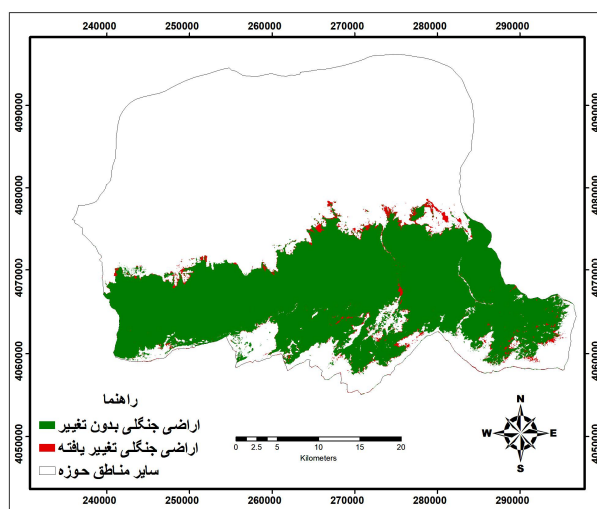 240000 250000 260000 270000 280000 290000
4090000 4090000
4080000 4080000
4070000 4070000
4060000 4060000
4050000 4050000
راهنما
اراضی جنگلی بدون تغییر
اراضی جنگلی تغییر یافته
سایر مناطق حوزه
0 2.5 5 10 15 20
Kilometers
N
W E
S
240000 250000 260000 270000 280000 290000